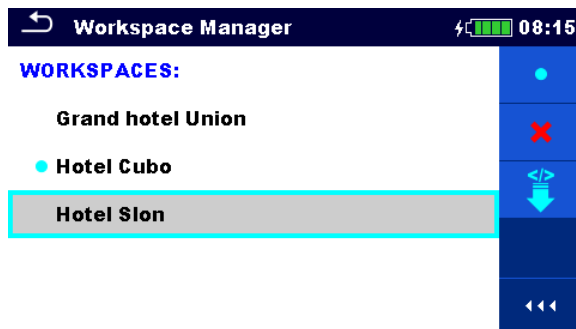 Workspace Manager 08:15
WORKSPACES:
Grand hotel Union
Hotel Cubo
Hotel Slon